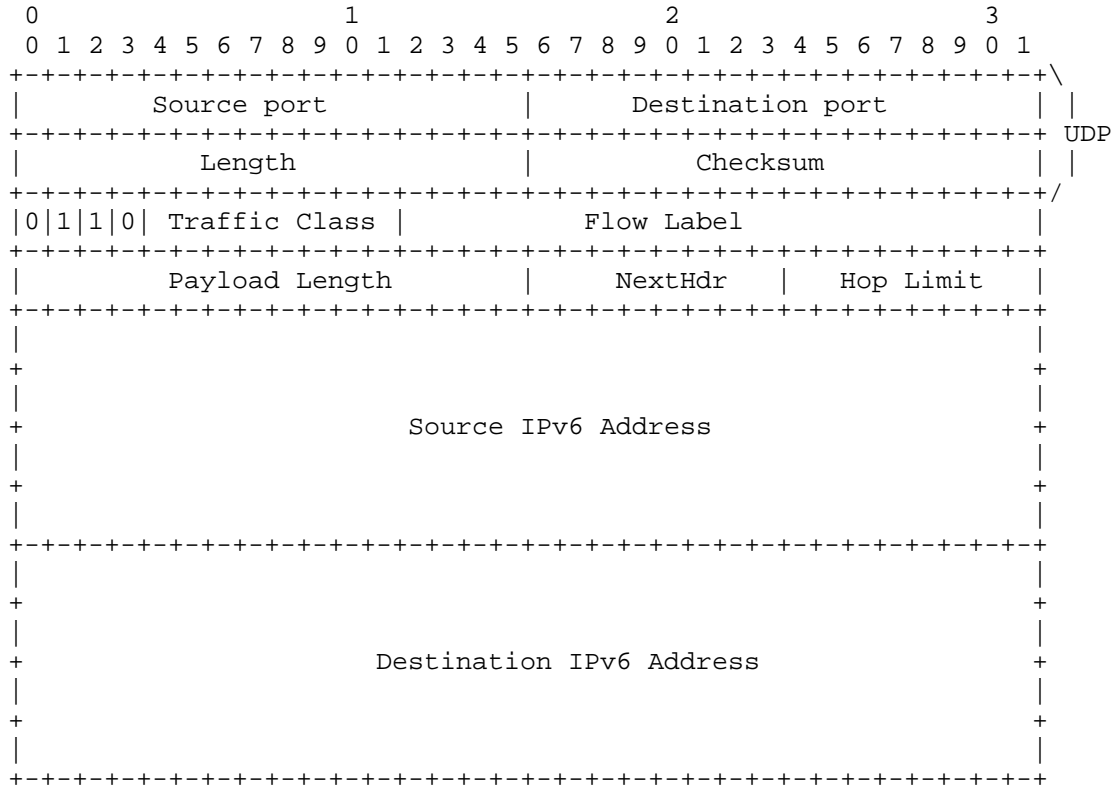 0                   1                   2                   3
 0 1 2 3 4 5 6 7 8 9 0 1 2 3 4 5 6 7 8 9 0 1 2 3 4 5 6 7 8 9 0 1
+-+-+-+-+-+-+-+-+-+-+-+-+-+-+-+-+-+-+-+-+-+-+-+-+-+-+-+-+-+-+-+-+\
|        Source port            |      Destination port         | |
+-+-+-+-+-+-+-+-+-+-+-+-+-+-+-+-+-+-+-+-+-+-+-+-+-+-+-+-+-+-+-+-+ UDP
|           Length              |          Checksum             | |
+-+-+-+-+-+-+-+-+-+-+-+-+-+-+-+-+-+-+-+-+-+-+-+-+-+-+-+-+-+-+-+-+/
|0|1|1|0| Traffic Class |           Flow Label                  |
+-+-+-+-+-+-+-+-+-+-+-+-+-+-+-+-+-+-+-+-+-+-+-+-+-+-+-+-+-+-+-+-+
|         Payload Length        |     NextHdr   |   Hop Limit   |
+-+-+-+-+-+-+-+-+-+-+-+-+-+-+-+-+-+-+-+-+-+-+-+-+-+-+-+-+-+-+-+-+
|                                                               |
+                                                               +
|                                                               |
+                        Source IPv6 Address                    +
|                                                               |
+                                                               +
|                                                               |
+-+-+-+-+-+-+-+-+-+-+-+-+-+-+-+-+-+-+-+-+-+-+-+-+-+-+-+-+-+-+-+-+
|                                                               |
+                                                               +
|                                                               |
+                      Destination IPv6 Address                 +
|                                                               |
+                                                               +
|                                                               |
+-+-+-+-+-+-+-+-+-+-+-+-+-+-+-+-+-+-+-+-+-+-+-+-+-+-+-+-+-+-+-+-+